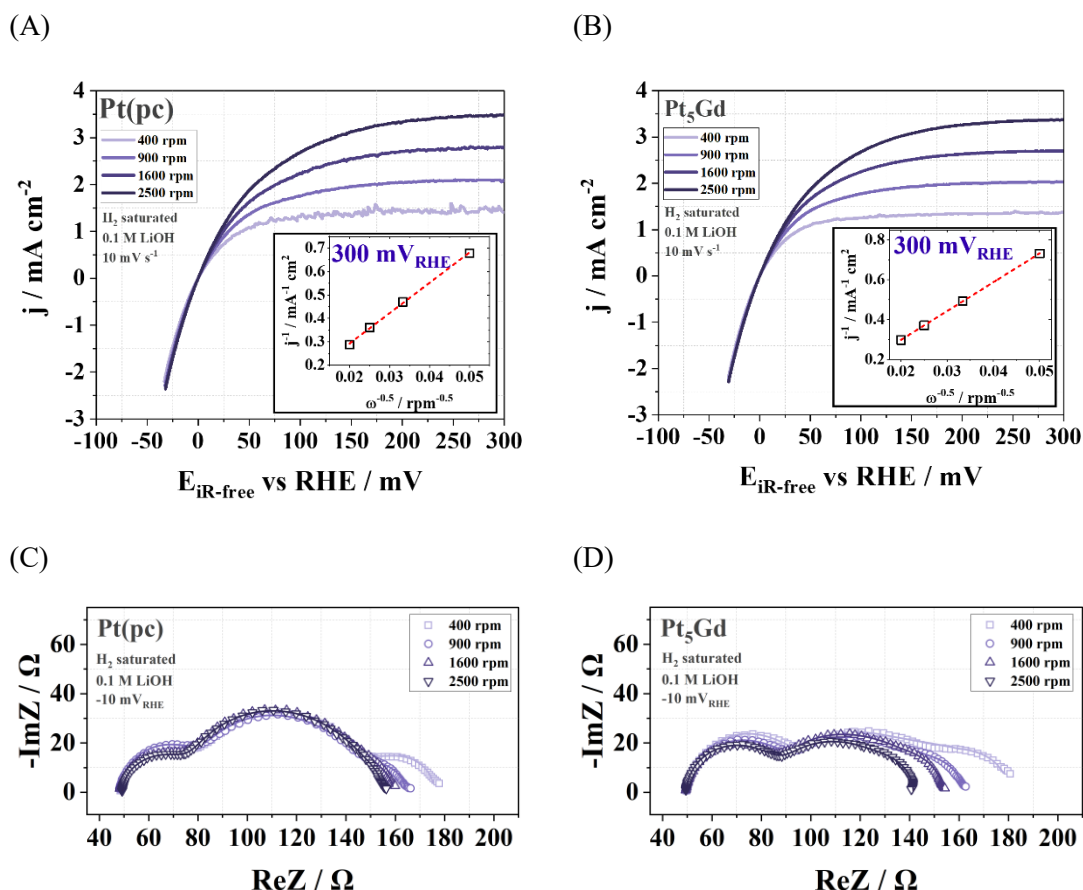 (A)
Pt(pc)
400 rpm
900 rpm
1600 rpm
2500 rpm
H₂ saturated
0.1 M LiOH
10 mV s⁻¹
j / mA cm⁻²
4
3
2
1
0
-1
-2
-3
-100 -50 0 50 100 150 200 250 300
E_iR-free vs RHE / mV
300 mV_RHE
j⁻¹ / mA⁻¹ cm²
0.7
0.6
0.5
0.4
0.3
0.2
0.02 0.03 0.04 0.05
ω⁻⁰·⁵ / rpm⁻⁰·⁵
(B)
Pt₅Gd
400 rpm
900 rpm
1600 rpm
2500 rpm
H₂ saturated
0.1 M LiOH
10 mV s⁻¹
j / mA cm⁻²
4
3
2
1
0
-1
-2
-3
-100 -50 0 50 100 150 200 250 300
E_iR-free vs RHE / mV
300 mV_RHE
j⁻¹ / mA⁻¹ cm²
0.8
0.6
0.4
0.2
0.02 0.03 0.04 0.05
ω⁻⁰·⁵ / rpm⁻⁰·⁵
(C)
Pt(pc)
H₂ saturated
0.1 M LiOH
-10 mV_RHE
400 rpm
900 rpm
1600 rpm
2500 rpm
-ImZ / Ω
60
40
20
0
40 60 80 100 120 140 160 180 200
ReZ / Ω
(D)
Pt₅Gd
H₂ saturated
0.1 M LiOH
-10 mV_RHE
400 rpm
900 rpm
1600 rpm
2500 rpm
-ImZ / Ω
60
40
20
0
40 60 80 100 120 140 160 180 200
ReZ / Ω